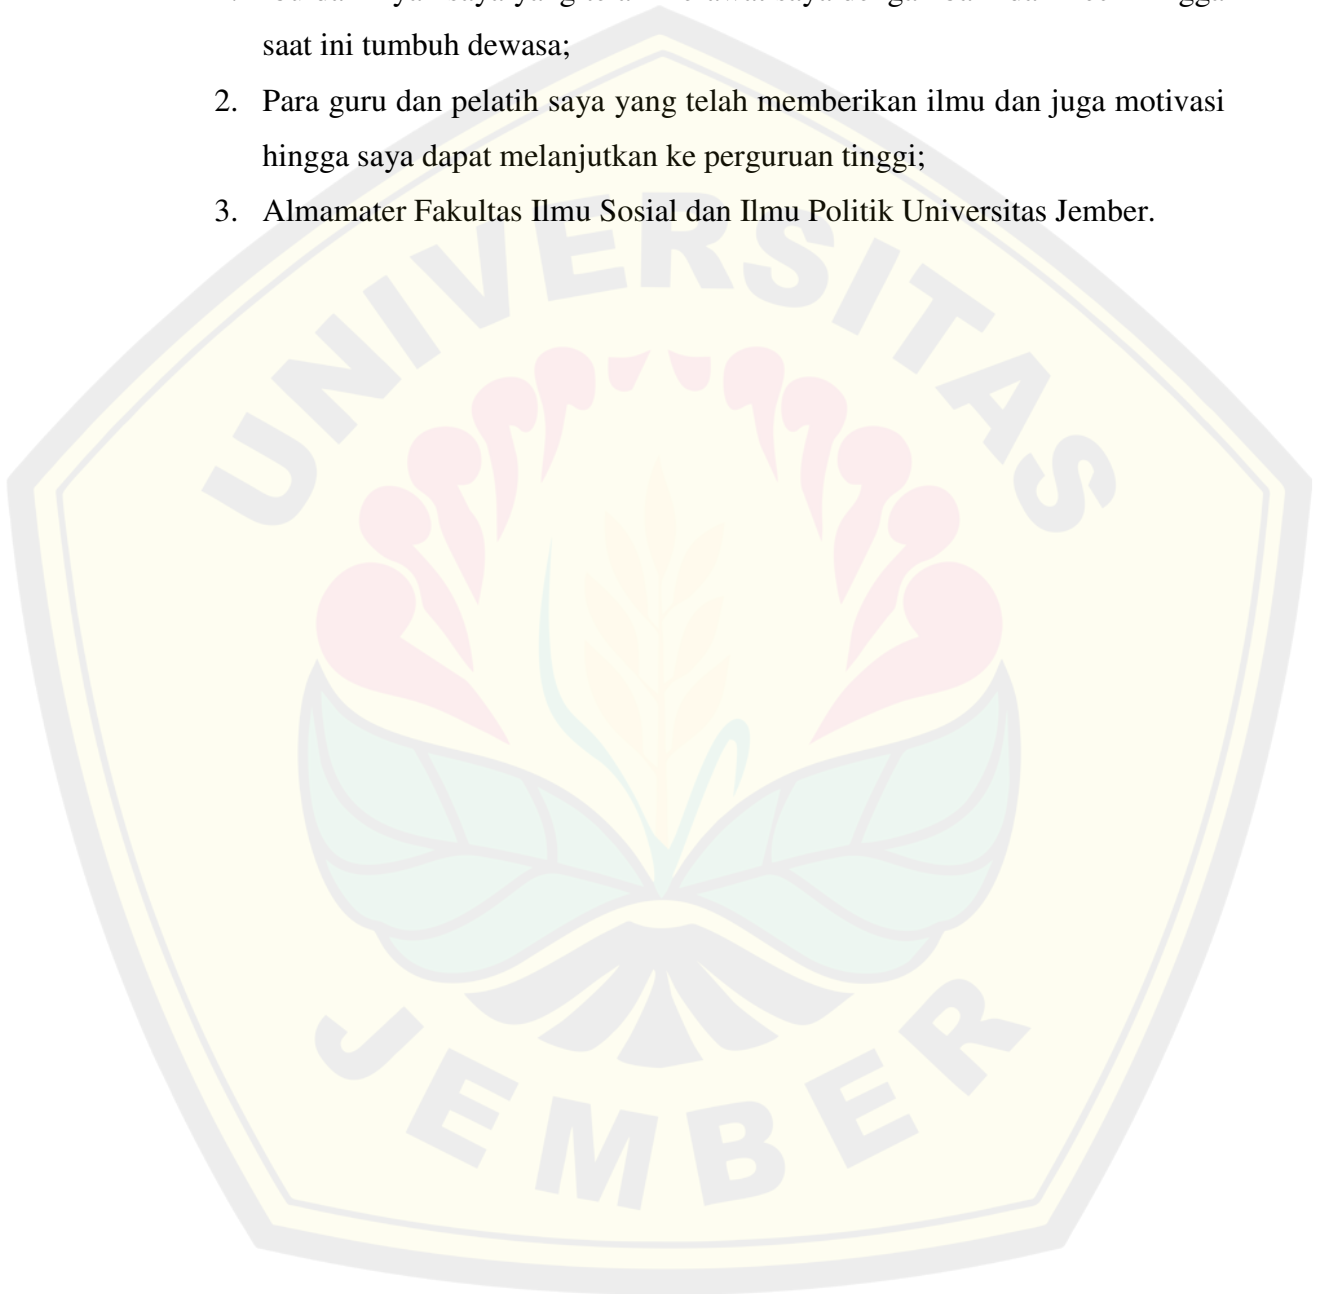 saat ini tumbuh dewasa;
2. Para guru dan pelatih saya yang telah memberikan ilmu dan juga motivasi
hingga saya dapat melanjutkan ke perguruan tinggi;
3. Almamater Fakultas Ilmu Sosial dan Ilmu Politik Universitas Jember.
UNIVERSITAS
JEMBER